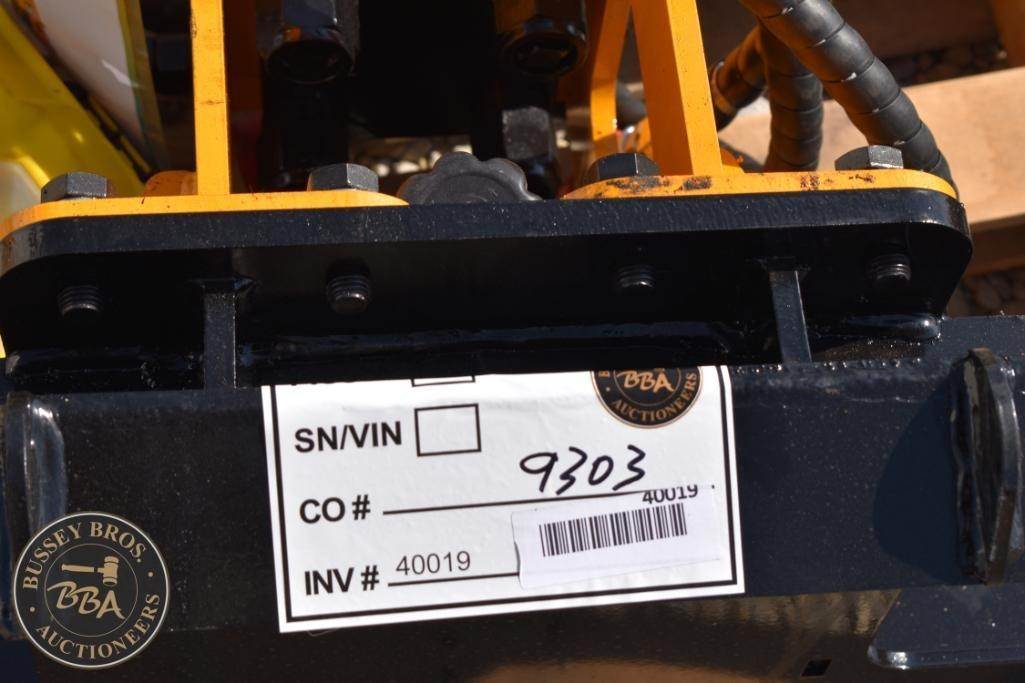 BBA
AUCTIONEERS
SN/VIN
9303
CO #
40019
INV # 40019
BUSSEY BROS.
BBA
AUCTIONEERS